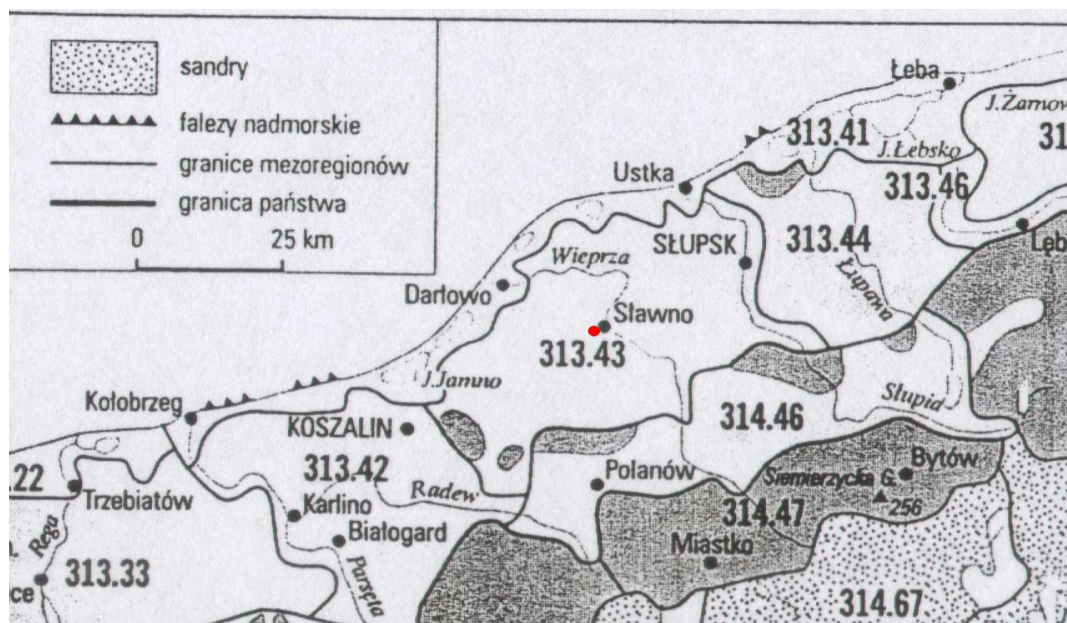 sandry
falezy nadmorskie
granice mezoregionów
granica państwa
0 25 km
Łeba
J. Żarnow
313.41
J. Łebsko
31
Ustka
313.46
SŁUPSK
313.44
Łęb
Wieprza
Łupawa
Darłowo
Sławno
313.43
J. Jamno
Słupia
Kołobrzeg
KOSZALIN
314.46
313.42
Polanów
Bytów
.22
Trzebiatów
Radew
Siemierzycka G.
256
Karlino
314.47
Białogard
Miastko
Rega
313.33
Parsęta
ce
314.67